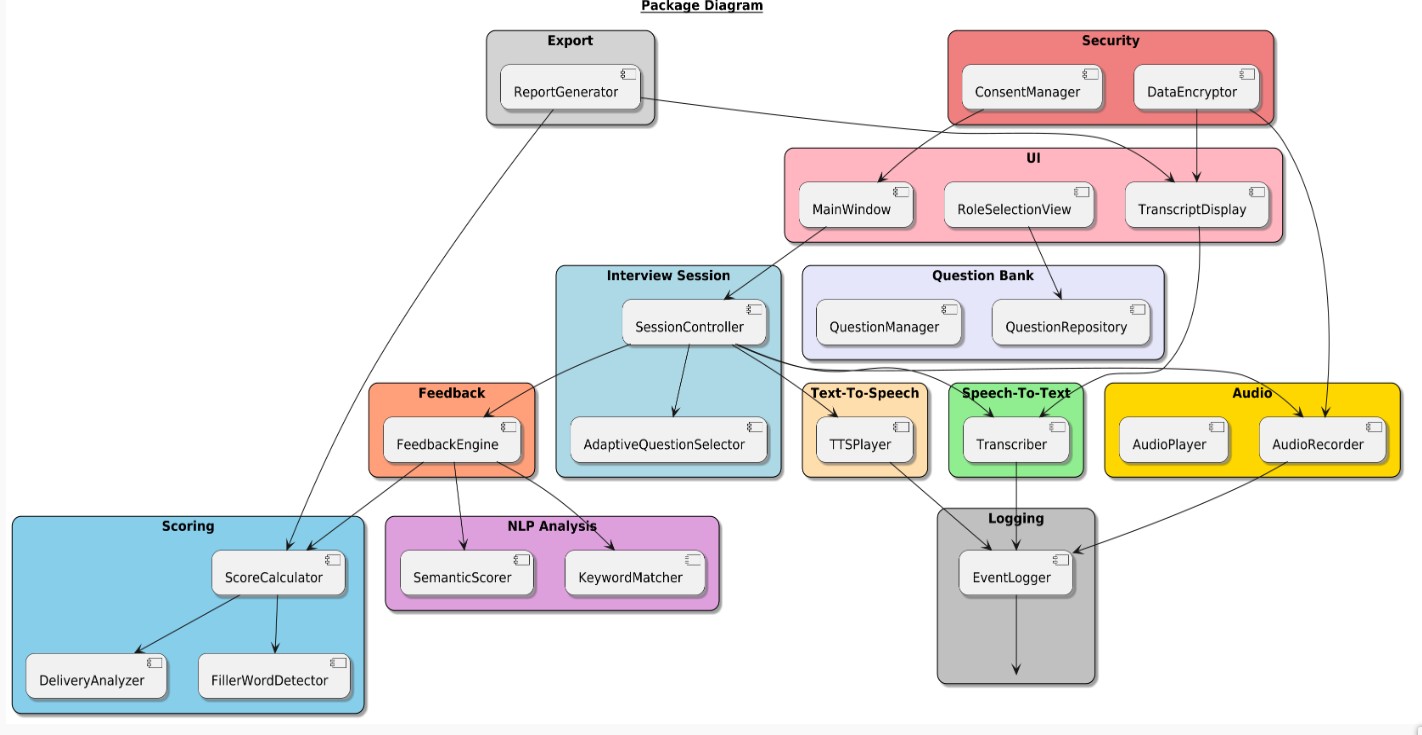 Package Diagram
Export
Security
ReportGenerator
ConsentManager
DataEncryptor
UI
MainWindow
RoleSelectionView
TranscriptDisplay
Interview Session
Question Bank
SessionController
QuestionManager
QuestionRepository
Feedback
Text-To-Speech
Speech-To-Text
Audio
FeedbackEngine
AdaptiveQuestionSelector
TTSPlayer
Transcriber
AudioPlayer
AudioRecorder
Scoring
NLP Analysis
Logging
ScoreCalculator
SemanticScorer
KeywordMatcher
EventLogger
DeliveryAnalyzer
FillerWordDetector